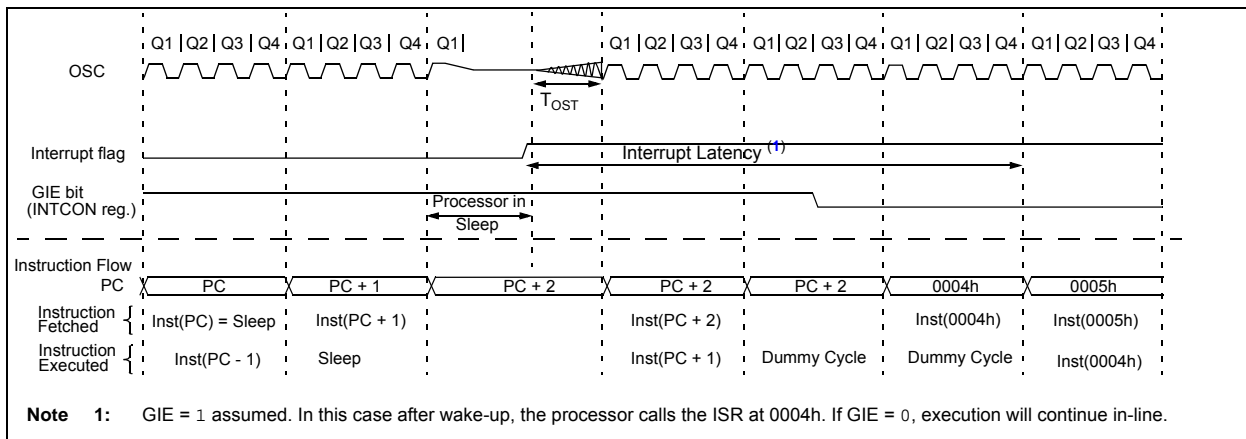 Q1 | Q2 | Q3 | Q4 Q1 | Q2 | Q3 | Q4 Q1 | Q1 | Q2 | Q3 | Q4 Q1 | Q2 | Q3 | Q4 Q1 | Q2 | Q3 | Q4 Q1 | Q2 | Q3 | Q4
OSC
TOST
Interrupt flag
Interrupt Latency (1)
GIE bit
(INTCON reg.)
Processor in
Sleep
Instruction Flow
PC PC PC + 1 PC + 2 PC + 2 PC + 2 0004h 0005h
Instruction
Fetched { Inst(PC) = Sleep Inst(PC + 1) Inst(PC + 2) Inst(0004h) Inst(0005h)
Instruction
Executed { Inst(PC - 1) Sleep Inst(PC + 1) Dummy Cycle Dummy Cycle Inst(0004h)
Note 1: GIE = 1 assumed. In this case after wake-up, the processor calls the ISR at 0004h. If GIE = 0, execution will continue in-line.